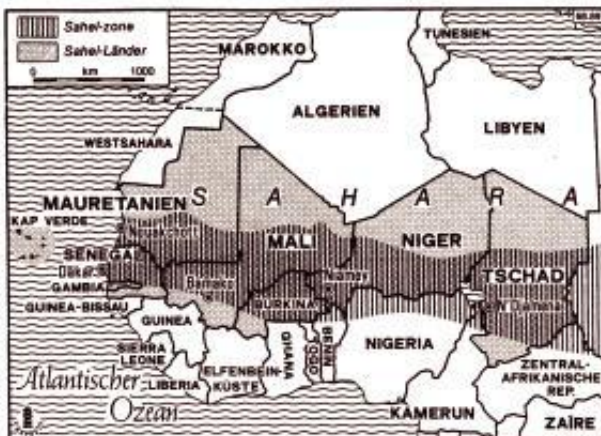 Sahel-zone
Sahel-Länder
0 km 1000
MAROKKO
TUNESIEN
ALGERIEN
LIBYEN
WESTSAHARA
S A H A R A
MAURETANIEN
KAP VERDE
Nouakchott
MALI
NIGER
SENEGAL
TSCHAD
Dakar
GAMBIA
Bamako
Niamey
BURKINA
N'Djamena
GUINEA-BISSAU
GUINEA
SIERRA
LEONE
LIBERIA
ELFENBEIN-
KÜSTE
GHANA
TOGO
BENIN
NIGERIA
ZENTRAL-
AFRIKANISCHE
REP.
KAMERUN
ZAÏRE
Atlantischer
Ozean